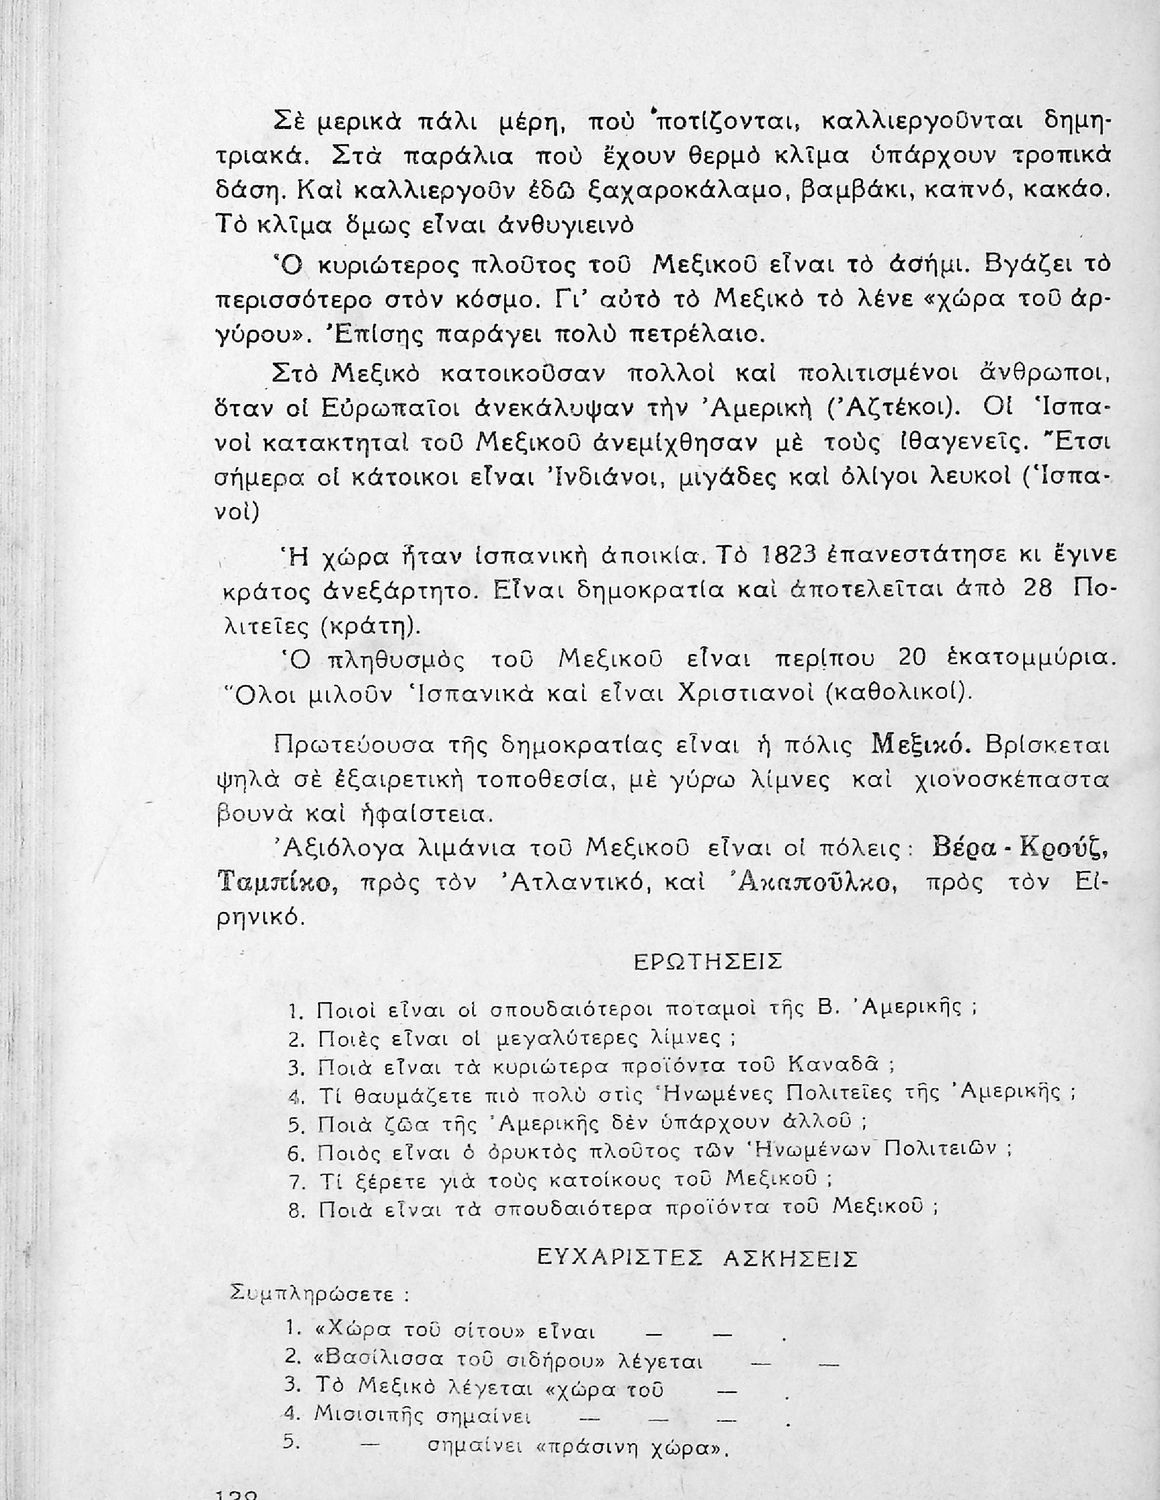 Σὲ μερικὰ πάλι μέρη, ποὺ ποτίζονται, καλλιεργοῦνται δημη-
τριακά. Στὰ παράλια ποὺ ἔχουν θερμὸ κλῖμα ὑπάρχουν τροπικὰ
δάση. Καὶ καλλιεργοῦν ἐδῶ ξαχαροκάλαμο, βαμβάκι, καπνό, κακάο.
Τὸ κλῖμα ὅμως εἶναι ἀνθυγιεινὸ
Ὁ κυριώτερος πλοῦτος τοῦ Μεξικοῦ εἶναι τὸ ἀσήμι. Βγάζει τὸ
περισσότερο στὸν κόσμο. Γι’ αὐτὸ τὸ Μεξικὸ τὸ λένε «χώρα τοῦ ἀρ-
γύρου». Ἐπίσης παράγει πολὺ πετρέλαιο.
Στὸ Μεξικὸ κατοικοῦσαν πολλοὶ καὶ πολιτισμένοι ἄνθρωποι,
ὅταν οἱ Εὐρωπαῖοι ἀνεκάλυψαν τὴν Ἀμερικὴ (Ἀζτέκοι). Οἱ Ἱσπα-
νοὶ κατακτηταὶ τοῦ Μεξικοῦ ἀνεμίχθησαν μὲ τοὺς ἰθαγενεῖς. Ἔτσι
σήμερα οἱ κάτοικοι εἶναι Ἰνδιάνοι, μιγάδες καὶ ὀλίγοι λευκοὶ (Ἱσπα-
νοὶ)
Ἡ χώρα ἦταν ἱσπανικὴ ἀποικία. Τὸ 1823 ἐπανεστάτησε κι ἔγινε
κράτος ἀνεξάρτητο. Εἶναι δημοκρατία καὶ ἀποτελεῖται ἀπὸ 28 Πο-
λιτεῖες (κράτη).
Ὁ πληθυσμὸς τοῦ Μεξικοῦ εἶναι περίπου 20 ἑκατομμύρια.
Ὅλοι μιλοῦν Ἱσπανικὰ καὶ εἶναι Χριστιανοὶ (καθολικοί).
Πρωτεύουσα τῆς δημοκρατίας εἶναι ἡ πόλις Μεξικό. Βρίσκεται
ψηλὰ σὲ ἐξαιρετικὴ τοποθεσία, μὲ γύρω λίμνες καὶ χιονοσκέπαστα
βουνὰ καὶ ἡφαίστεια.
Ἀξιόλογα λιμάνια τοῦ Μεξικοῦ εἶναι οἱ πόλεις : Βέρα - Κρούζ,
Ταμπίκο, πρὸς τὸν Ἀτλαντικό, καὶ Ἀκαποῦλκο, πρὸς τὸν Εἰ-
ρηνικό.
ΕΡΩΤΗΣΕΙΣ
1. Ποιοὶ εἶναι οἱ σπουδαιότεροι ποταμοὶ τῆς Β. Ἀμερικῆς ;
2. Ποιὲς εἶναι οἱ μεγαλύτερες λίμνες ;
3. Ποιὰ εἶναι τὰ κυριώτερα προϊόντα τοῦ Καναδᾶ ;
4. Τί θαυμάζετε πιὸ πολὺ στὶς Ἡνωμένες Πολιτεῖες τῆς Ἀμερικῆς ;
5. Ποιὰ ζῶα τῆς Ἀμερικῆς δὲν ὑπάρχουν ἀλλοῦ ;
6. Ποιὸς εἶναι ὁ ὀρυκτὸς πλοῦτος τῶν Ἡνωμένων Πολιτειῶν ;
7. Τί ξέρετε γιὰ τοὺς κατοίκους τοῦ Μεξικοῦ ;
8. Ποιὰ εἶναι τὰ σπουδαιότερα προϊόντα τοῦ Μεξικοῦ ;
ΕΥΧΑΡΙΣΤΕΣ ΑΣΚΗΣΕΙΣ
Συμπληρώσετε :
1. «Χώρα τοῦ σίτου» εἶναι — — .
2. «Βασίλισσα τοῦ σιδήρου» λέγεται — —
3. Τὸ Μεξικὸ λέγεται «χώρα τοῦ — .
4. Μισισιπῆς σημαίνει — — — .
5. — σημαίνει «πράσινη χώρα».